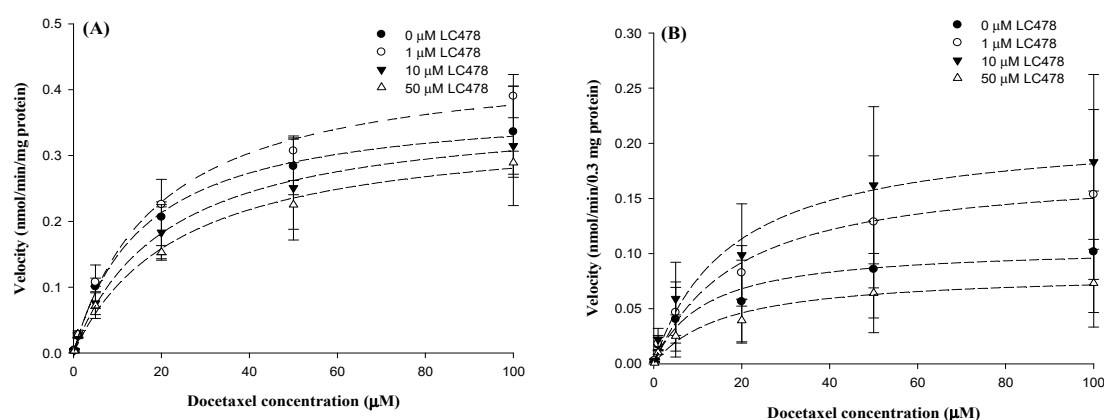 (A)
● 0 μM LC478
○ 1 μM LC478
▼ 10 μM LC478
△ 50 μM LC478
Velocity (nmol/min/mg protein)
0.5
0.4
0.3
0.2
0.1
0.0
0 20 40 60 80 100
Docetaxel concentration (μM)
(B)
● 0 μM LC478
○ 1 μM LC478
▼ 10 μM LC478
△ 50 μM LC478
Velocity (nmol/min/0.3 mg protein)
0.30
0.25
0.20
0.15
0.10
0.05
0.00
0 20 40 60 80 100
Docetaxel concentration (μM)